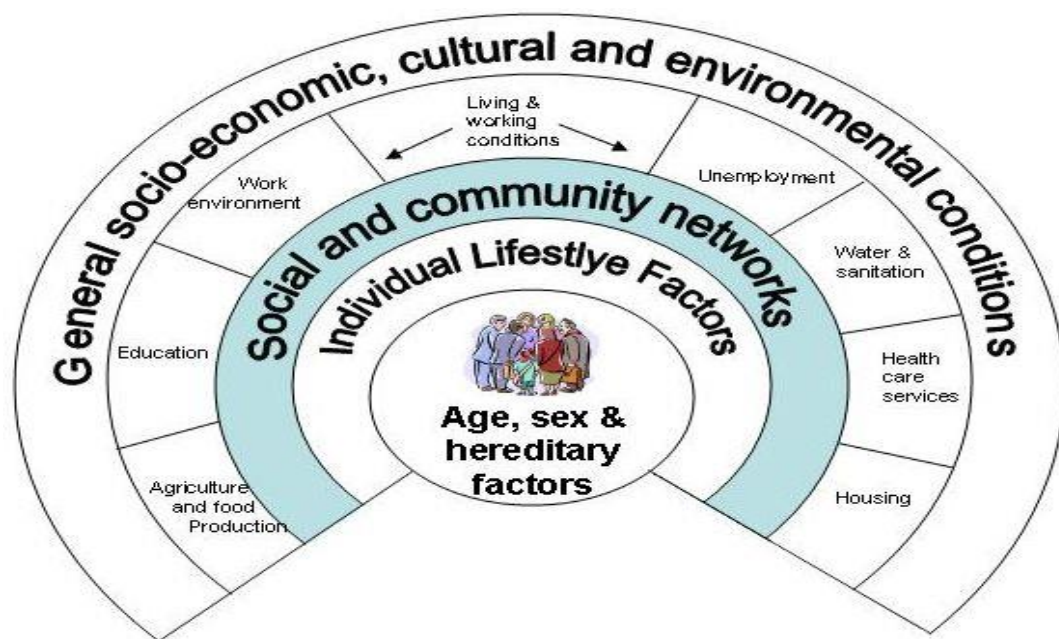 General socio-economic, cultural and environmental conditions
Living &
working
conditions
Work
environment
Unemployment
Social and community networks
Water &
sanitation
Individual Lifestlye Factors
Education
Health
care
services
Age, sex &
hereditary
factors
Agriculture
and food
Production
Housing